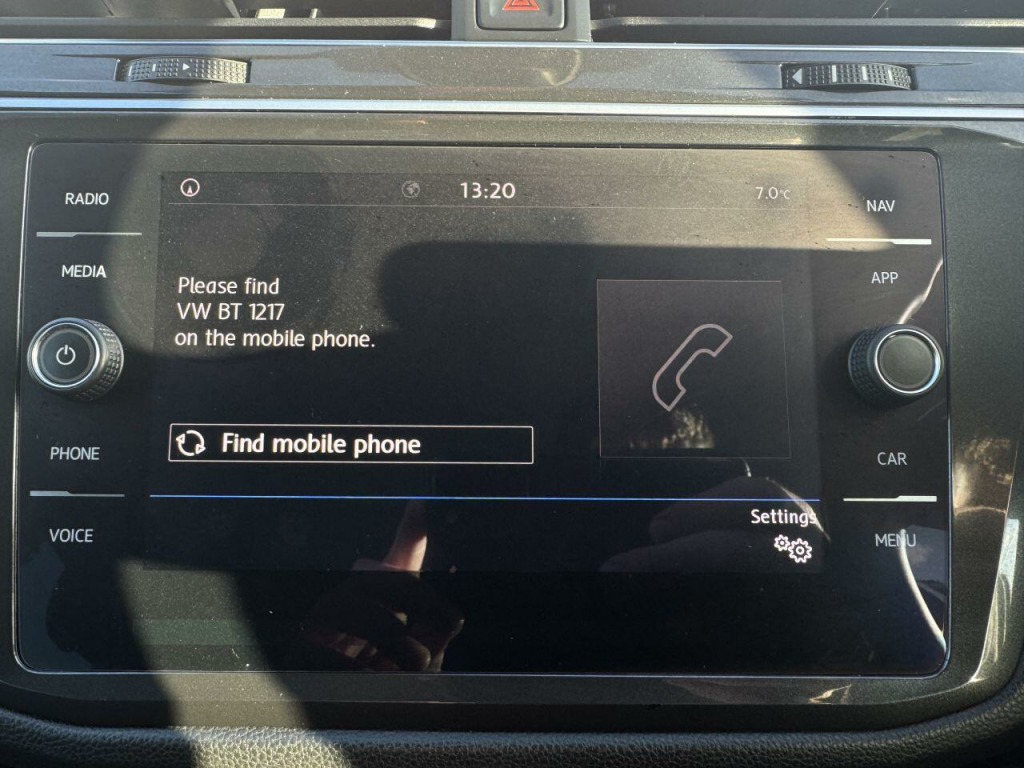 RADIO
MEDIA
PHONE
VOICE
13:20
7.0°C
Please find
VW BT 1217
on the mobile phone.
Find mobile phone
Settings
NAV
APP
CAR
MENU